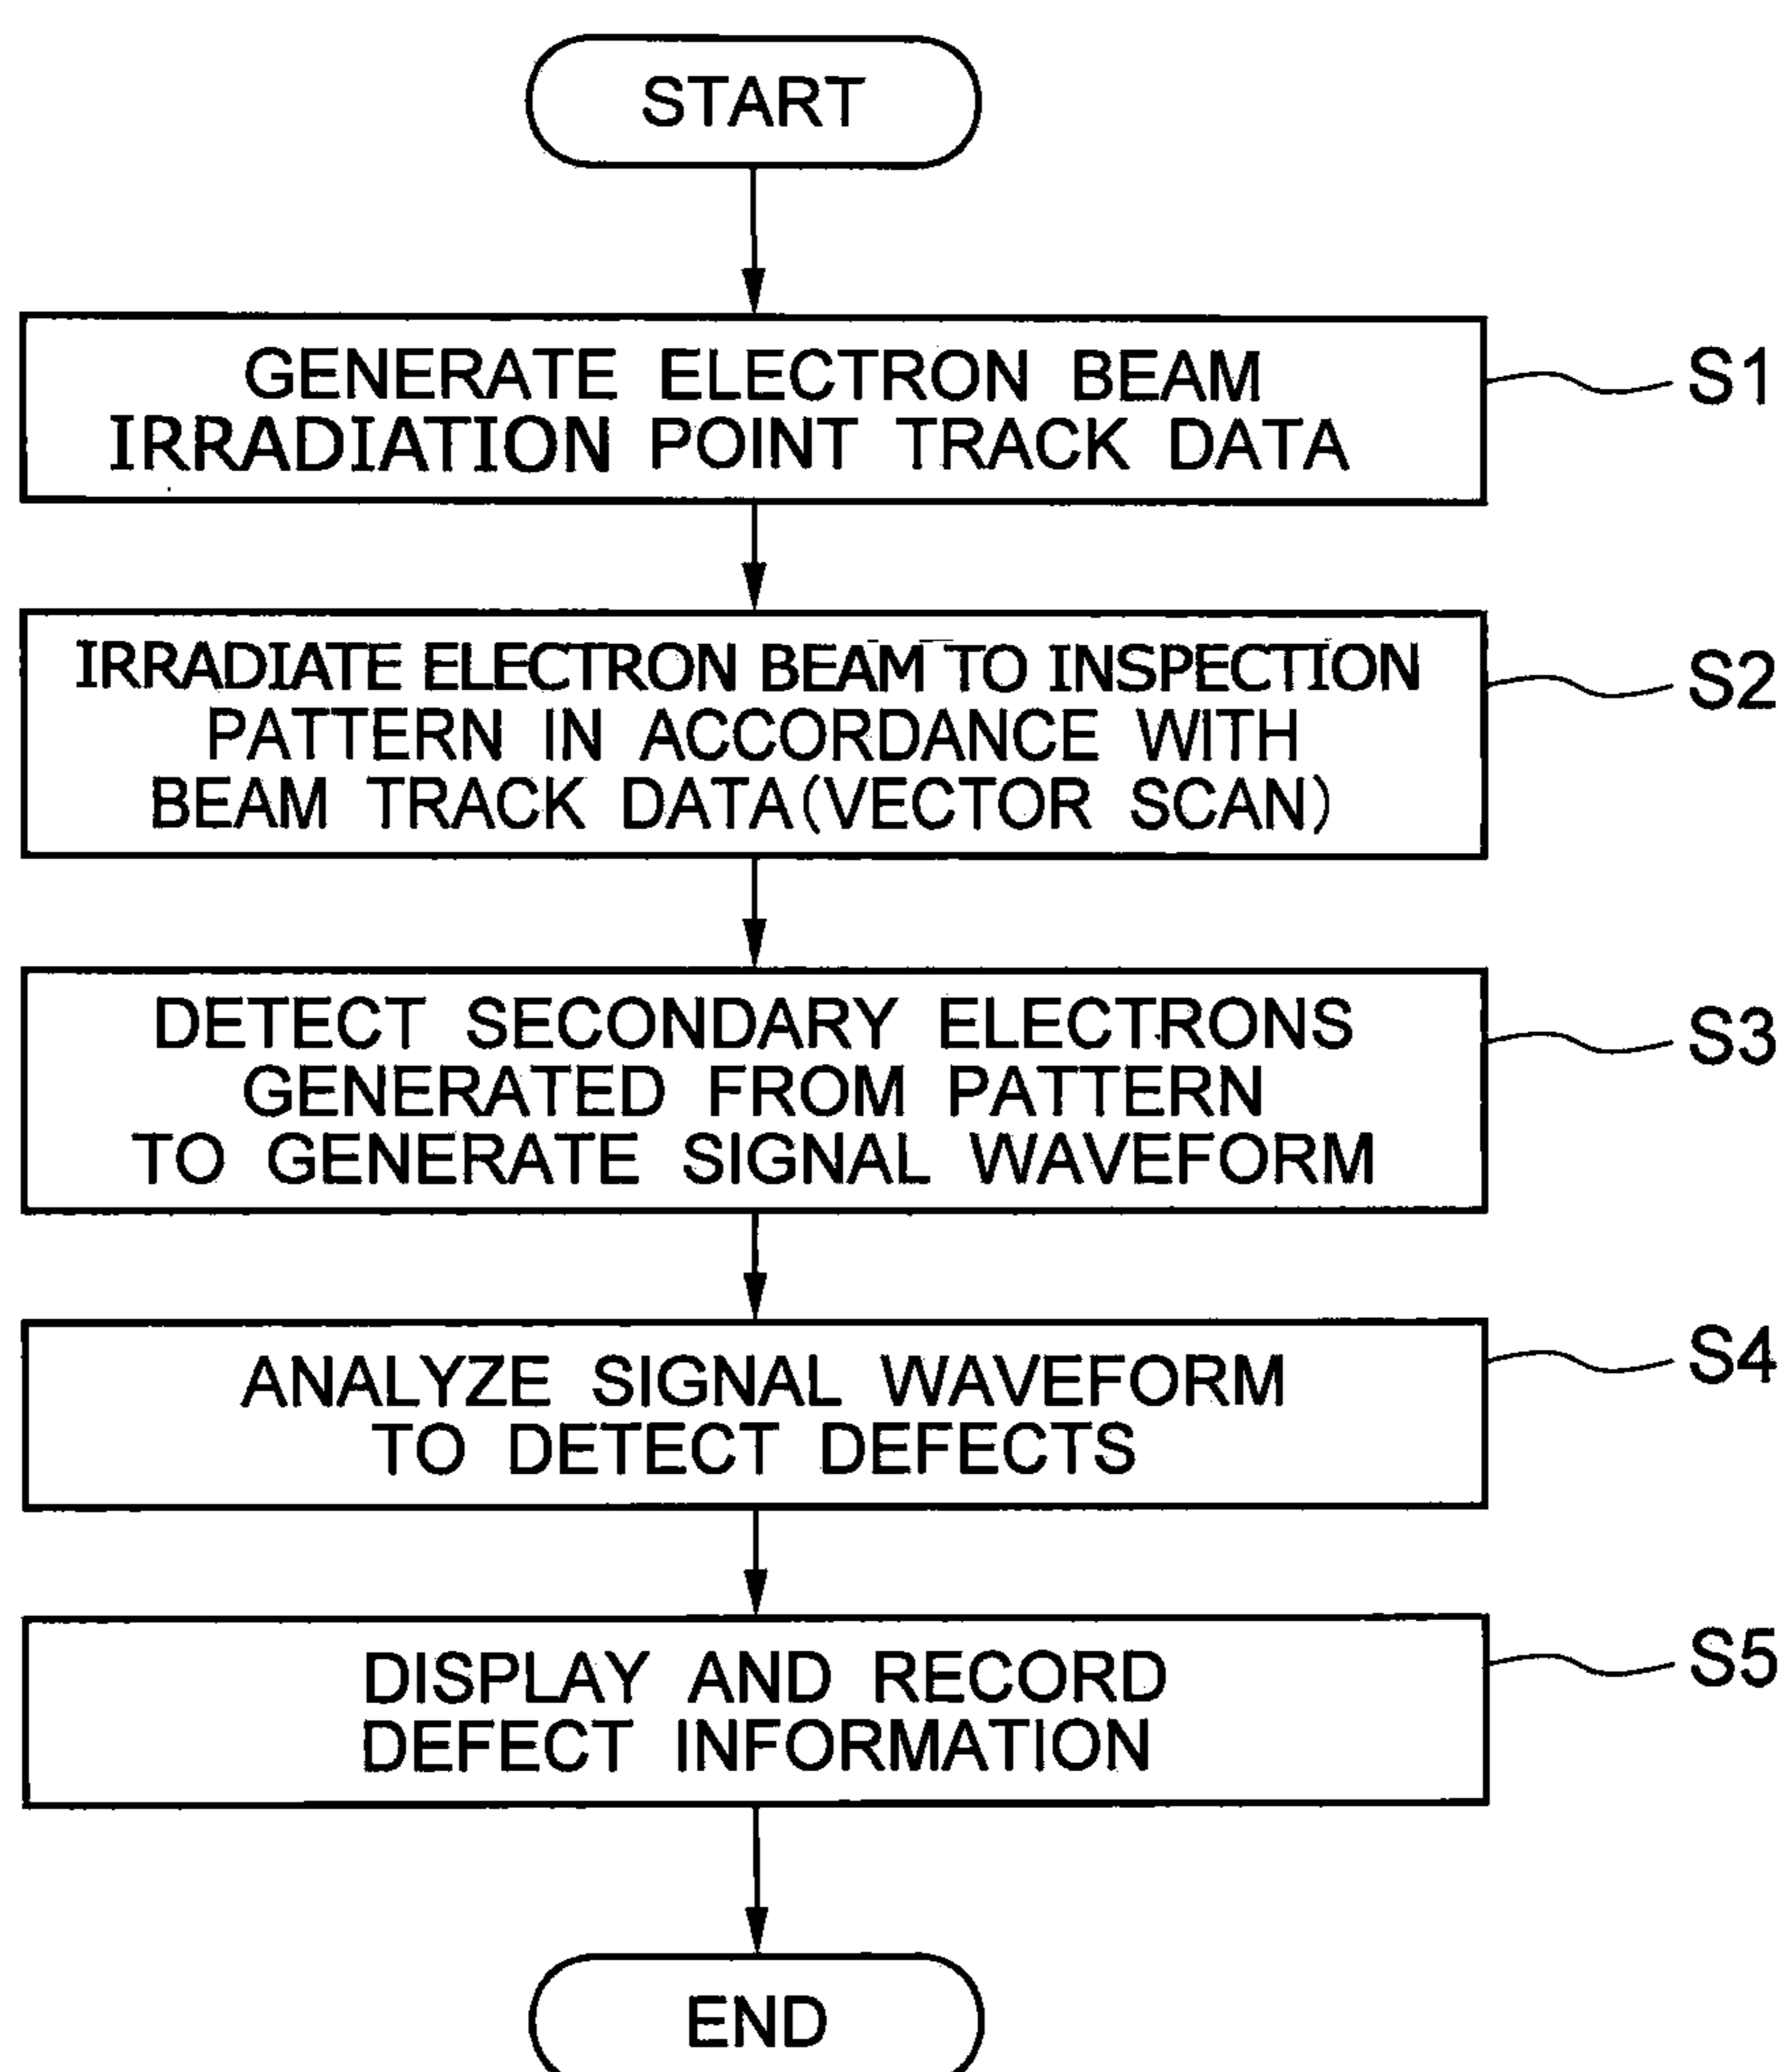 START
GENERATE ELECTRON BEAM
IRRADIATION POINT TRACK DATA
S1
IRRADIATE ELECTRON BEAM TO INSPECTION
PATTERN IN ACCORDANCE WITH
BEAM TRACK DATA(VECTOR SCAN)
S2
DETECT SECONDARY ELECTRONS
GENERATED FROM PATTERN
TO GENERATE SIGNAL WAVEFORM
S3
ANALYZE SIGNAL WAVEFORM
TO DETECT DEFECTS
S4
DISPLAY AND RECORD
DEFECT INFORMATION
S5
END